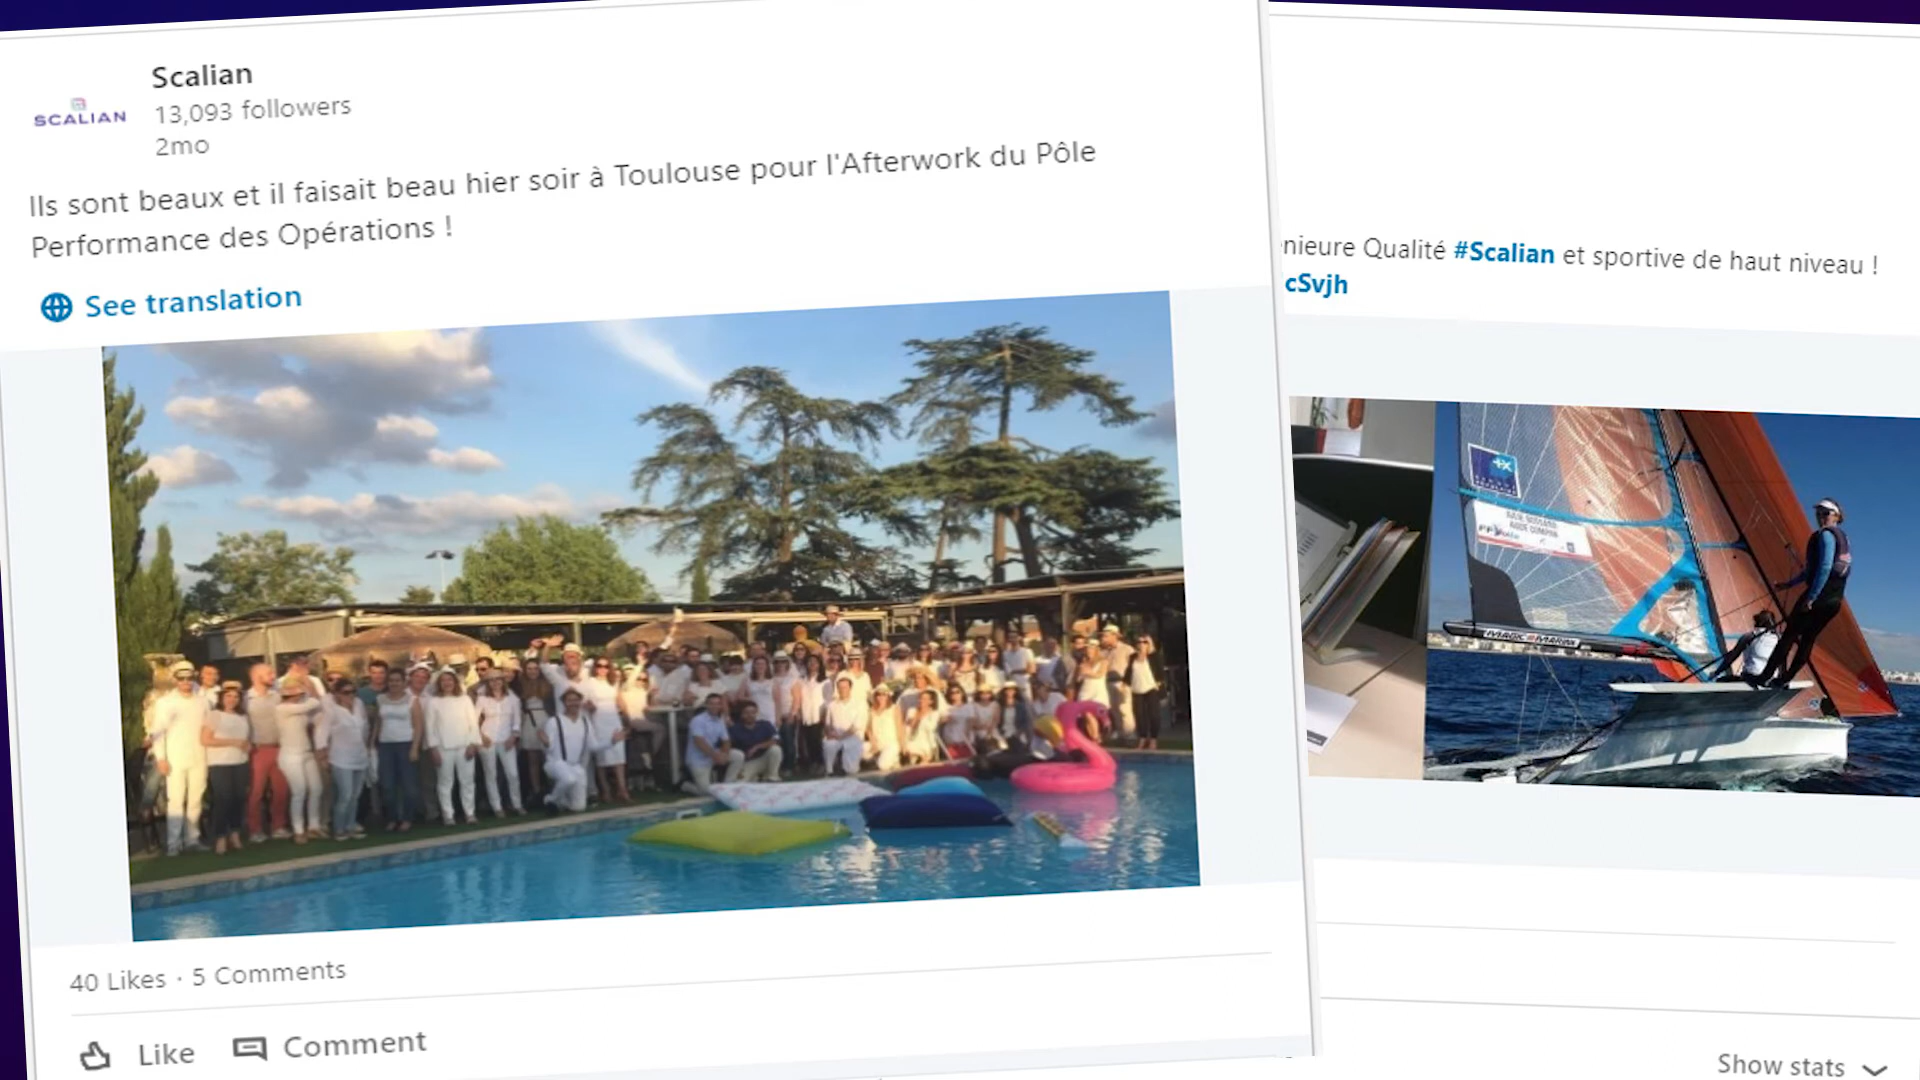 Scalian
13,093 followers
2mo
SCALIAN
Ils sont beaux et il faisait beau hier soir à Toulouse pour l'Afterwork du Pôle
Performance des Opérations !
See translation
40 Likes · 5 Comments
Like
Comment
nieure Qualité #Scalian et sportive de haut niveau !
cSvjh
MAGIC MARINE
Show stats